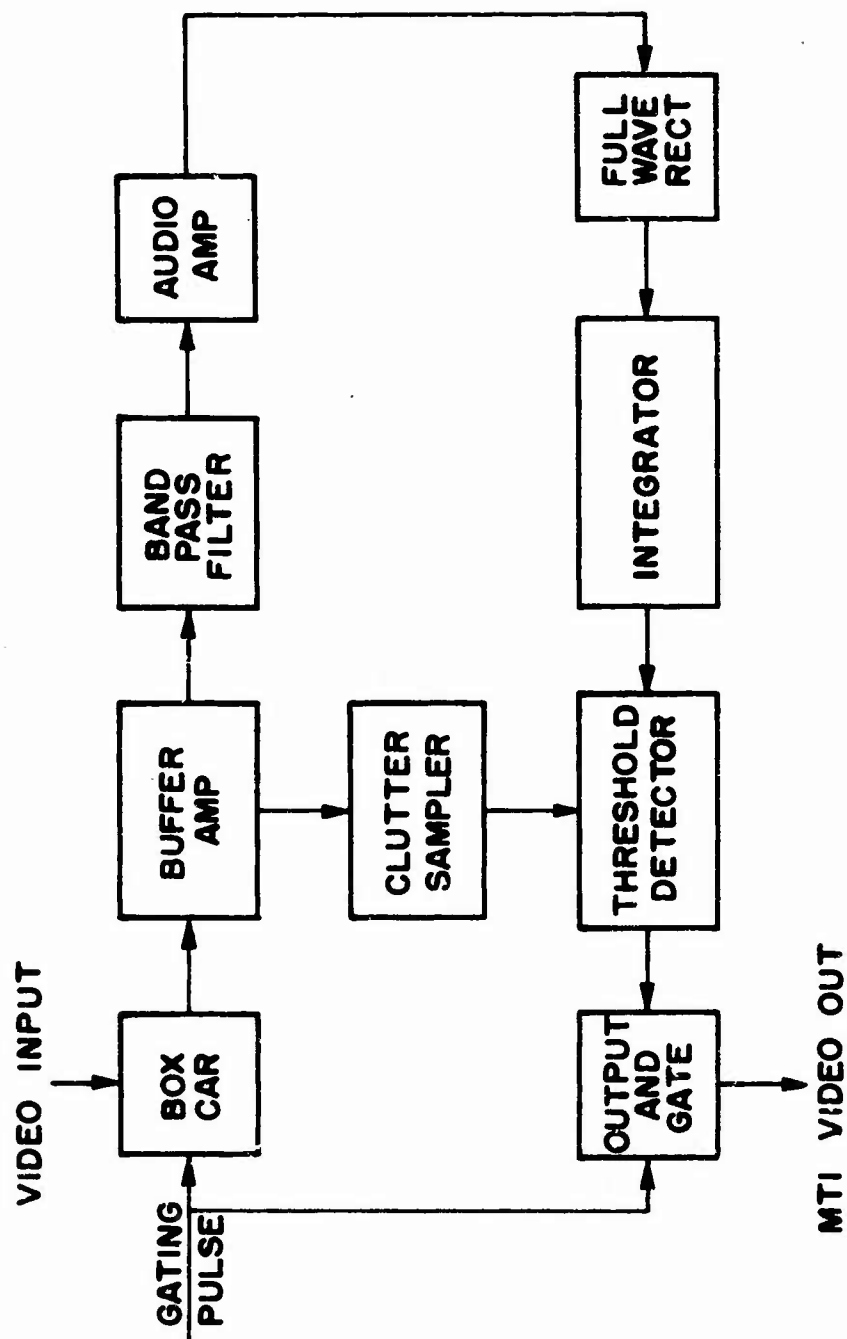 VIDEO INPUT
GATING
PULSE
BOX
CAR
BUFFER
AMP
BAND
PASS
FILTER
AUDIO
AMP
CLUTTER
SAMPLER
OUTPUT
AND
GATE
THRESHOLD
DETECTOR
INTEGRATOR
FULL
WAVE
RECT
MTI VIDEO OUT